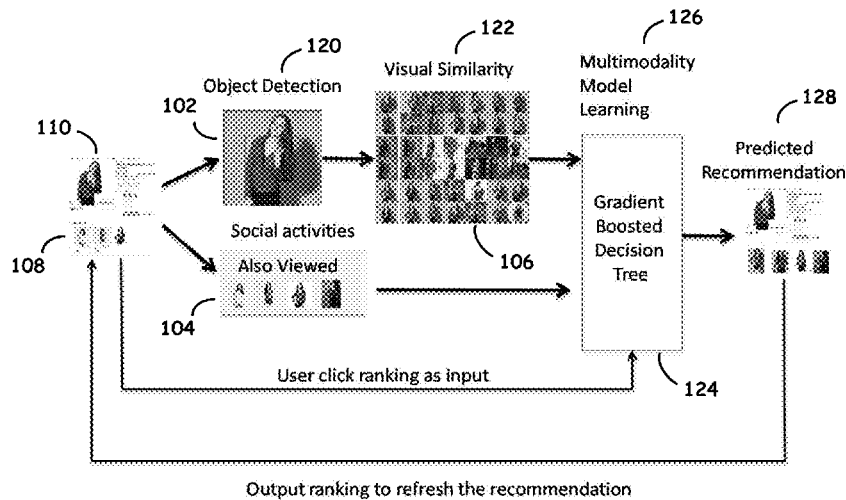 126
120
122
Multimodality
Model
Learning
Object Detection
Visual Similarity
128
102
110
Predicted
Recommendation
Gradient
Boosted
Decision
Tree
Social activities
108
Also Viewed
106
104
User click ranking as input
124
Output ranking to refresh the recommendation